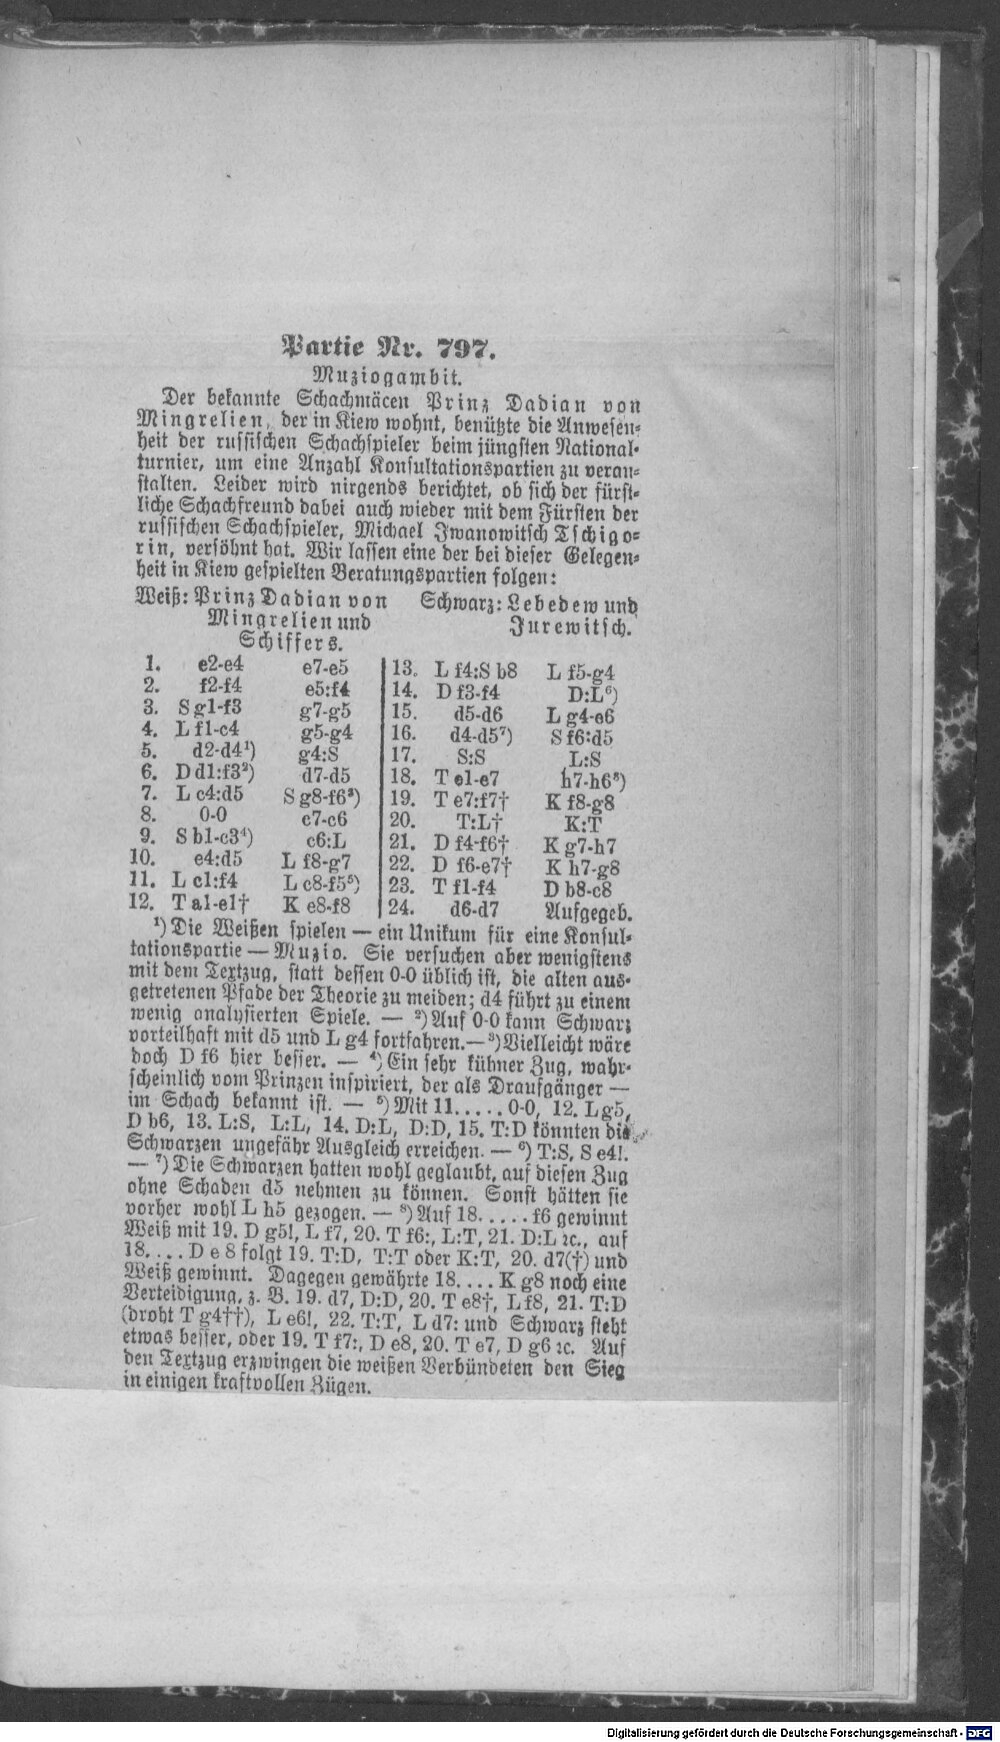 Partie Nr. 797.
Muziogambit.
Der bekannte Schachmäcen Prinz Dadian von
Mingrelien, der in Kiew wohnt, benützte die Anwesen-
heit der russischen Schachspieler beim jüngsten National-
turnier, um eine Anzahl Konsultationspartien zu veran-
stalten. Leider wird nirgends berichtet, ob sich der fürst-
liche Schachfreund dabei auch wieder mit dem Fürsten der
russischen Schachspieler, Michael Iwanowitsch Tschigo-
rin, versöhnt hat. Wir lassen eine der bei dieser Gelegen-
heit in Kiew gespielten Beratungspartien folgen:
Weiß: Prinz Dadian von Mingrelien und Schiffers.
Schwarz: Lebedew und Jurewitsch.
1. e2-e4 e7-e5
2. f2-f4 e5:f4
3. S g1-f3 g7-g5
4. L f1-c4 g5-g4
5. d2-d4¹) g4:S
6. D d1:f3²) d7-d5
7. L c4:d5 S g8-f6³)
8. 0-0 c7-c6
9. S b1-c3⁴) c6:L
10. e4:d5 L f8-g7
11. L c1:f4 L c8-f5⁵)
12. T a1-e1† K e8-f8
13. L f4:S b8 L f5-g4
14. D f3-f4 D:L⁶)
15. d5-d6 L g4-e6
16. d4-d5⁷) S f6:d5
17. S:S L:S
18. T e1-e7 h7-h6⁸)
19. T e7:f7† K f8-g8
20. T:L† K:T
21. D f4-f6† K g7-h7
22. D f6-e7† K h7-g8
23. T f1-f4 D b8-c8
24. d6-d7 Aufgegeb.
¹) Die Weißen spielen — ein Unikum für eine Konsul-
tationspartie — Muzio. Sie versuchen aber wenigstens
mit dem Textzug, statt dessen 0-0 üblich ist, die alten aus-
getretenen Pfade der Theorie zu meiden; d4 führt zu einem
wenig analysierten Spiele. — ²) Auf 0-0 kann Schwarz
vorteilhaft mit d5 und L g4 fortfahren. — ³) Vielleicht wäre
doch D f6 hier besser. — ⁴) Ein sehr kühner Zug, wahr-
scheinlich vom Prinzen inspiriert, der als Draufgänger —
im Schach bekannt ist. — ⁵) Mit 11..... 0-0, 12. L g5,
D b6, 13. L:S, L:L, 14. D:L, D:D, 15. T:D könnten die
Schwarzen ungefähr Ausgleich erreichen. — ⁶) T:S, S e4!.
— ⁷) Die Schwarzen hatten wohl geglaubt, auf diesen Zug
ohne Schaden d5 nehmen zu können. Sonst hätten sie
vorher wohl L h5 gezogen. — ⁸) Auf 18..... f6 gewinnt
Weiß mit 19. D g5!, L f7, 20. T f6:, L:T, 21. D:L ꝛc., auf
18.... D e 8 folgt 19. T:D, T:T oder K:T, 20. d7(†) und
Weiß gewinnt. Dagegen gewährte 18.... K g8 noch eine
Verteidigung, z. B. 19. d7, D:D, 20. T e8†, L f8, 21. T:D
(droht T g4††), L e6!, 22. T:T, L d7: und Schwarz steht
etwas besser, oder 19. T f7:, D e8, 20. T e7, D g6 ꝛc. Auf
den Textzug erzwingen die weißen Verbündeten den Sieg
in einigen kraftvollen Zügen.
Digitalisierung gefördert durch die Deutsche Forschungsgemeinschaft - DFG